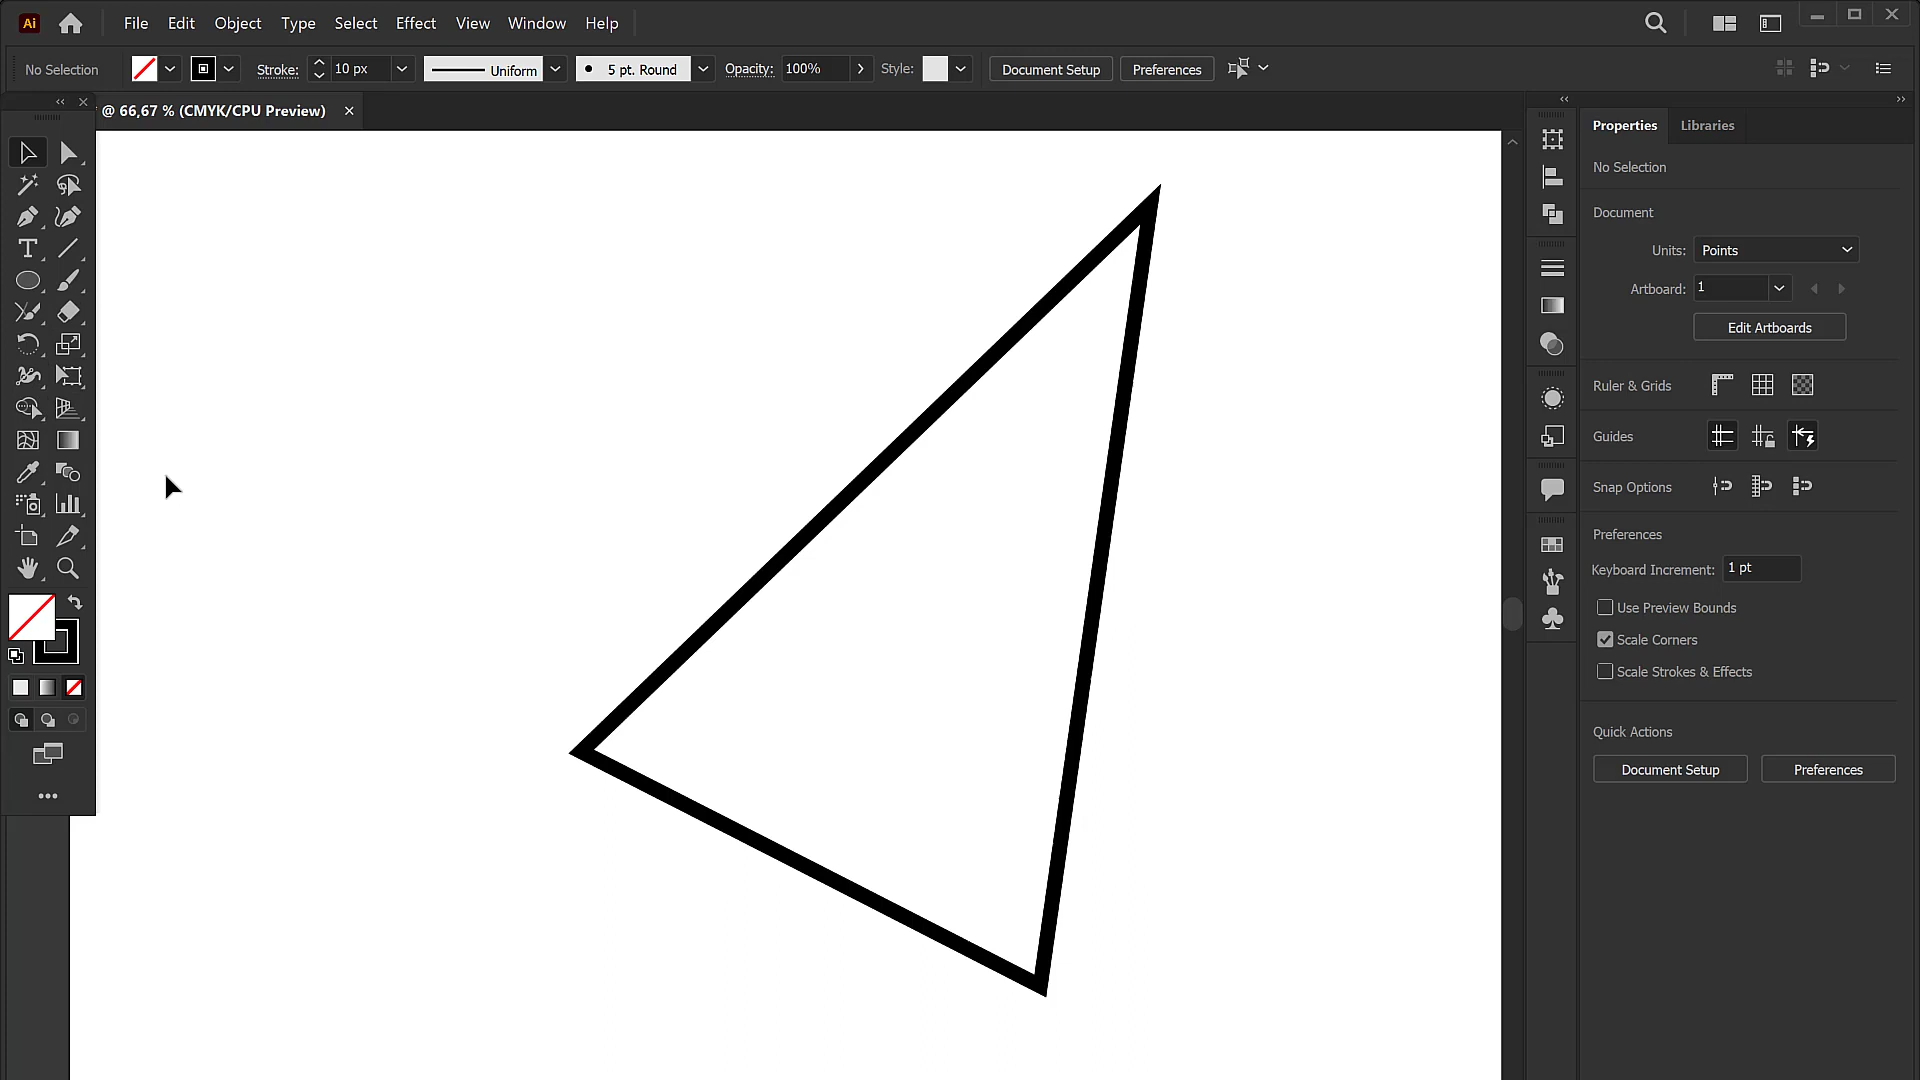 Ai File Edit Object Type Select Effect View Window Help
No Selection Stroke: 10 px Uniform 5 pt. Round Opacity: 100% Style: Document Setup Preferences
@ 66,67 % (CMYK/CPU Preview)
Properties Libraries
No Selection
Document
Units: Points
Artboard: 1
Edit Artboards
Ruler & Grids
Guides
Snap Options
Preferences
Keyboard Increment: 1 pt
Use Preview Bounds
Scale Corners
Scale Strokes & Effects
Quick Actions
Document Setup Preferences